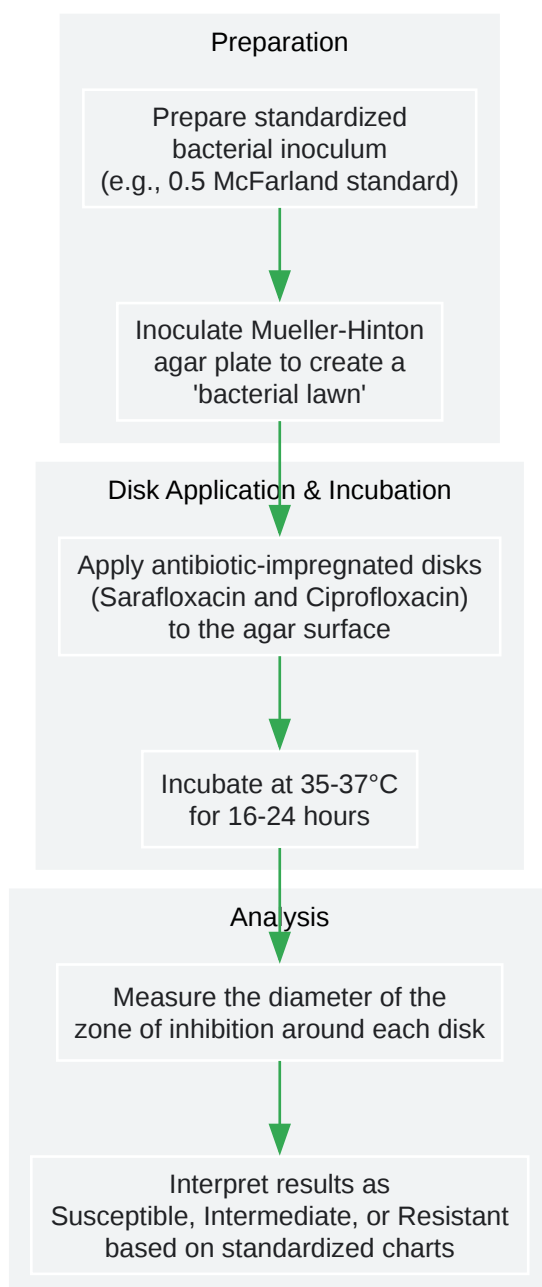 Preparation
Prepare standardized
bacterial inoculum
(e.g., 0.5 McFarland standard)
Inoculate Mueller-Hinton
agar plate to create a
'bacterial lawn'
Disk Application & Incubation
Apply antibiotic-impregnated disks
(Sarafloxacin and Ciprofloxacin)
to the agar surface
Incubate at 35-37°C
for 16-24 hours
Analysis
Measure the diameter of the
zone of inhibition around each disk
Interpret results as
Susceptible, Intermediate, or Resistant
based on standardized charts